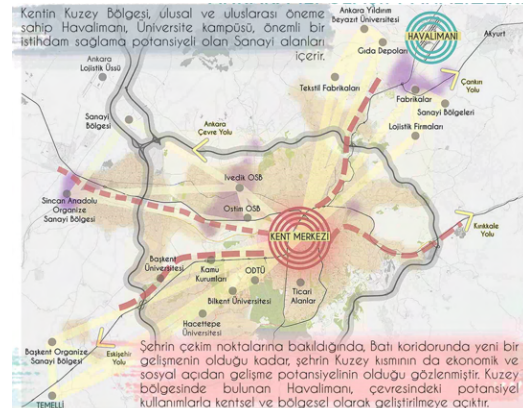 Kentin Kuzey Bölgesi, ulusal ve uluslarası öneme
sahip Havalimanı, Üniversite kampüsü, önemli bir
istihdam sağlama potansiyeli olan Sanayi alanları
içerir.
Ankara Yıldırım
Beyazıt Üniversitesi
HAVALİMANI
Akyurt
Gıda Depoları
Ankara
Lojistik Üssü
Tekstil Fabrikaları
Çankırı
Yolu
Fabrikalar
Sanayi Bölgeleri
Sanayi
Bölgesi
Ankara
Çevre Yolu
Lojistik Firmaları
İvedik OSB
Sincan Anadolu
Organize
Sanayi Bölgesi
Ostim OSB
KENT MERKEZİ
Kırıkkale
Yolu
Başkent
Üniversitesi
Kamu
Kurumları
ODTÜ
Bilkent Üniversitesi
Ticari
Alanlar
Hacettepe
Üniversitesi
Başkent Organize
Sanayi Bölgesi
Eskişehir
Yolu
TEMELLİ
Şehrin çekim noktalarına bakıldığında, Batı koridorunda yeni bir
gelişmenin olduğu kadar, şehrin Kuzey kısmının da ekonomik ve
sosyal açıdan gelişme potansiyelinin olduğu gözlenmiştir. Kuzey
bölgesinde bulunan Havalimanı, çevresindeki potansiyel
kullanımlarla kentsel ve bölgesel olarak geliştirmeye açıktır.